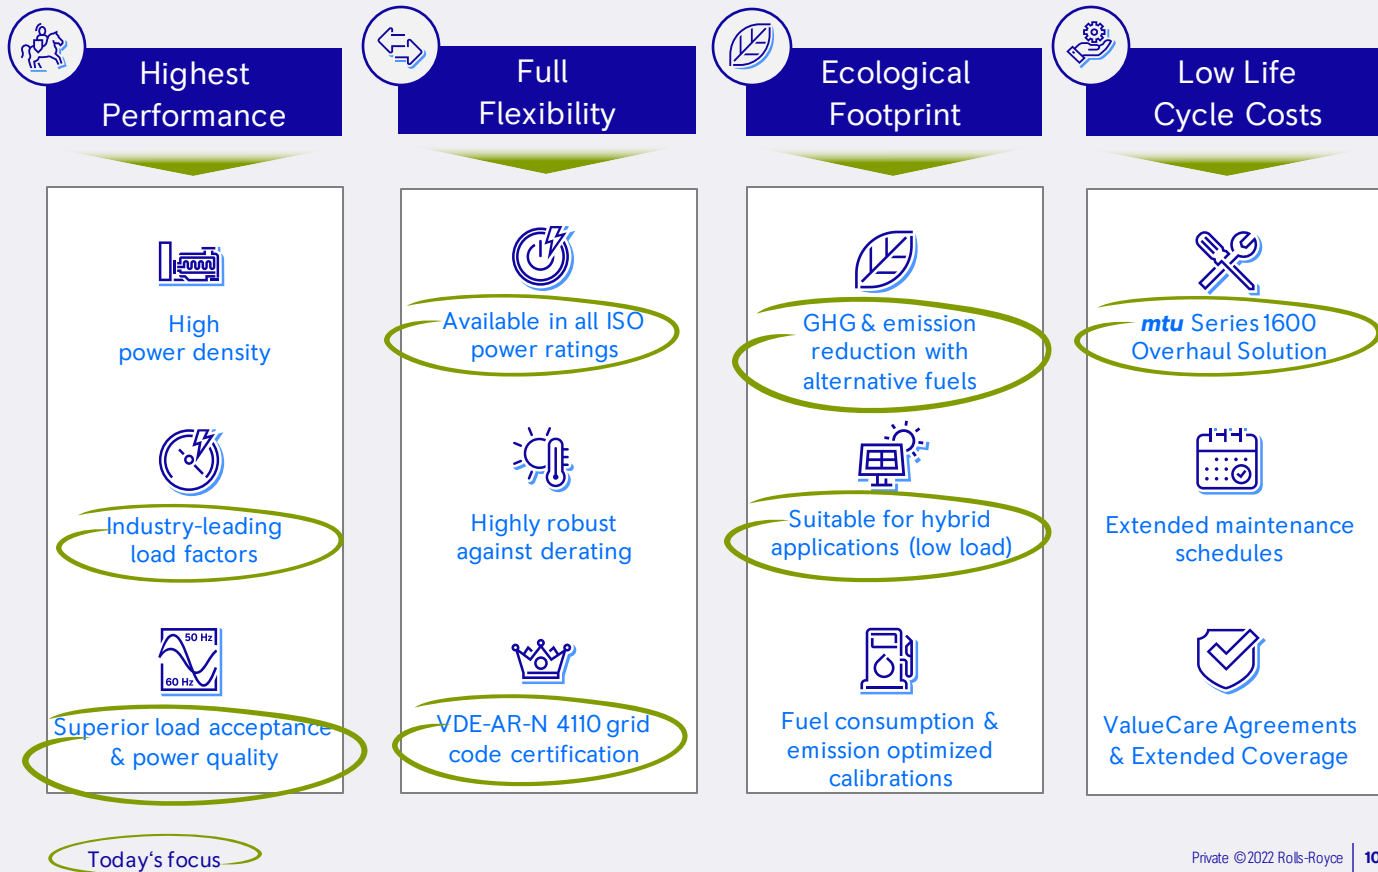 Highest
Performance
Full
Flexibility
Ecological
Footprint
Low Life
Cycle Costs
High
power density
Industry-leading
load factors
50 Hz
60 Hz
Superior load acceptance
& power quality
Available in all ISO
power ratings
Highly robust
against derating
VDE-AR-N 4110 grid
code certification
GHG & emission
reduction with
alternative fuels
Suitable for hybrid
applications (low load)
Fuel consumption &
emission optimized
calibrations
mtu Series 1600
Overhaul Solution
Extended maintenance
schedules
ValueCare Agreements
& Extended Coverage
Today‘s focus
Private © 2022 Rolls-Royce | 10